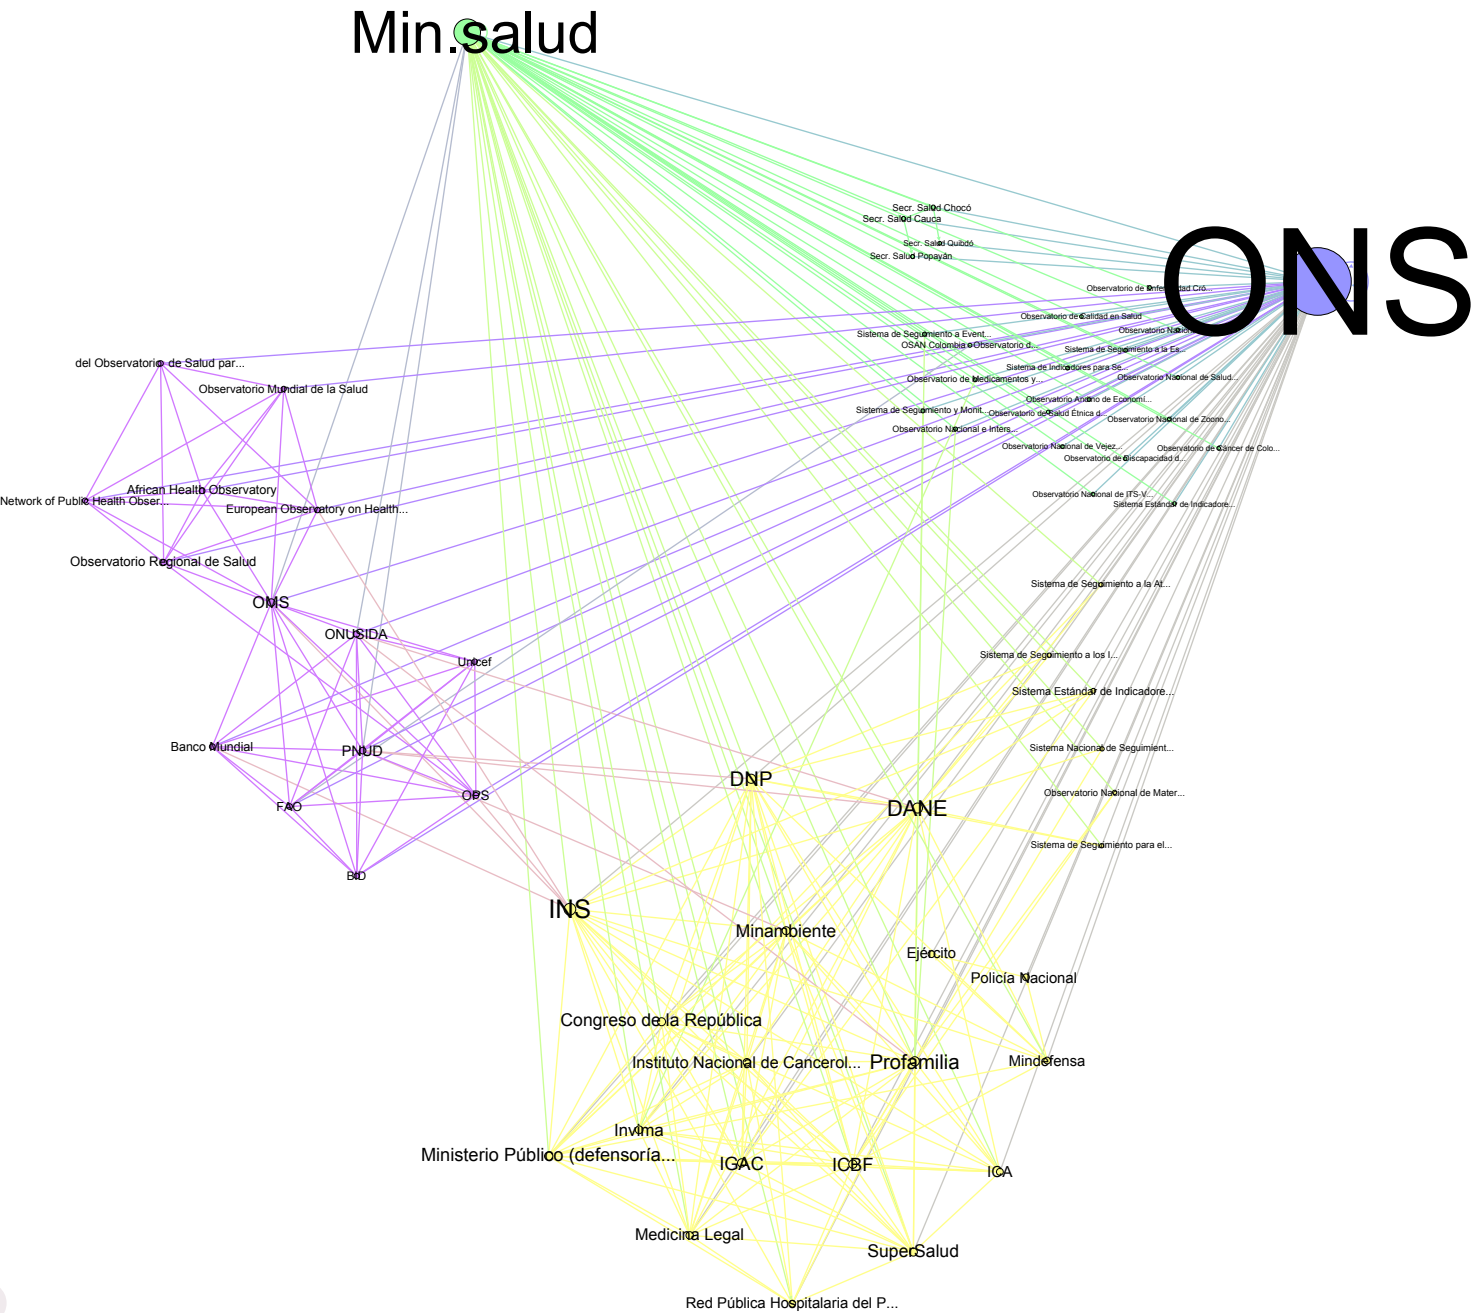 Min.salud
Secr. Salud Chocó
Secr. Salud Cauca
Secr. Salud Quibdó
Secr. Salud Popayán
ONS
Observatorio de Enfermedad Cró...
Observatorio de Calidad en Salud
Observatorio
Sistema de Seguimiento a Event...
OSAN Colombia - Observatorio d...
Sistema de Seguimiento a la Es...
del Observatorio de Salud par...
Sistema de Indicadores para Se...
Observatorio de Medicamentos y...
Observatorio Nacional de Salud...
Observatorio Mundial de la Salud
Observatorio Andino de Economí...
Sistema de Seguimiento y Monit...
Observatorio de Salud Étnica d...
Observatorio Nacional de Zoono...
Observatorio Nacional e Inters...
Observatorio Nacional de Vejez...
Observatorio de Cáncer de Colo...
Observatorio de Discapacidad d...
African Health Observatory
Observatorio Nacional de ITS-V...
Network of Public Health Obser...
Sistema Estándar de Indicadore...
European Observatory on Health...
Observatorio Regional de Salud
Sistema de Seguimiento a la At...
OMS
ONUSIDA
Sistema de Seguimiento a los I...
Unicef
Sistema Estándar de Indicadore...
Banco Mundial
Sistema Nacional de Seguimient...
PNUD
DNP
Observatorio Nacional de Mater...
OPS
FAO
DANE
Sistema de Seguimiento para el...
BID
INS
Minambiente
Ejército
Policía Nacional
Congreso de la República
Instituto Nacional de Cancerol...
Profamilia
Mindefensa
Invima
Ministerio Público (defensoría...
IGAC
ICBF
ICA
Medicina Legal
SuperSalud
Red Pública Hospitalaria del P...